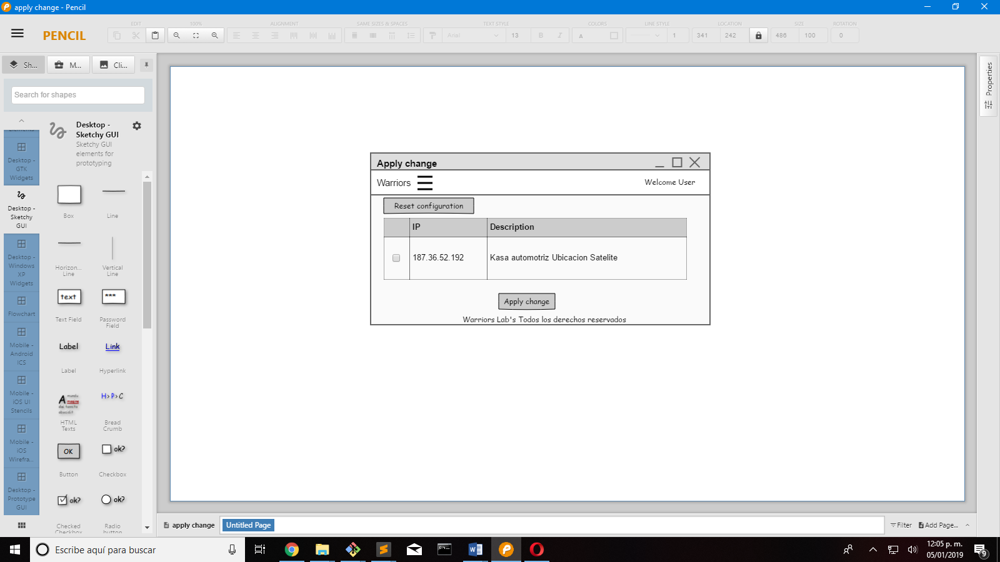 apply change - Pencil
PENCIL
EDIT
100%
ALIGNMENT
SAME SIZES & SPACES
TEXT STYLE
COLORS
LINE STYLE
LOCATION
SIZE
ROTATION
Arial
13
B
I
A
1
341
242
486
100
0
Sh...
M...
Cli...
Search for shapes
Desktop - GTK Widgets
Desktop - Sketchy GUI
Desktop - Windows XP Widgets
Flowchart
Mobile - Android ICS
Mobile - iOS UI Stencils
Mobile - iOS Wirefra...
Desktop - Prototype GUI
Desktop - Sketchy GUI
Sketchy GUI elements for prototyping
Box
Line
Horizon... Line
Vertical Line
text
***
Text Field
Password Field
Label
Link
Label
Hyperlink
A
H>P>C
HTML Texts
Bread Crumb
OK
ok?
Button
Checkbox
ok?
ok?
Checked Checkbox
Radio button
Properties
Apply change
Warriors
Welcome User
Reset configuration
IP
Description
187.36.52.192
Kasa automotriz Ubicacion Satelite
Apply change
Warriors Lab's Todos los derechos reservados
apply change
Untitled Page
Filter
Add Page...
Escribe aquí para buscar
12:05 p. m.
05/01/2019
9